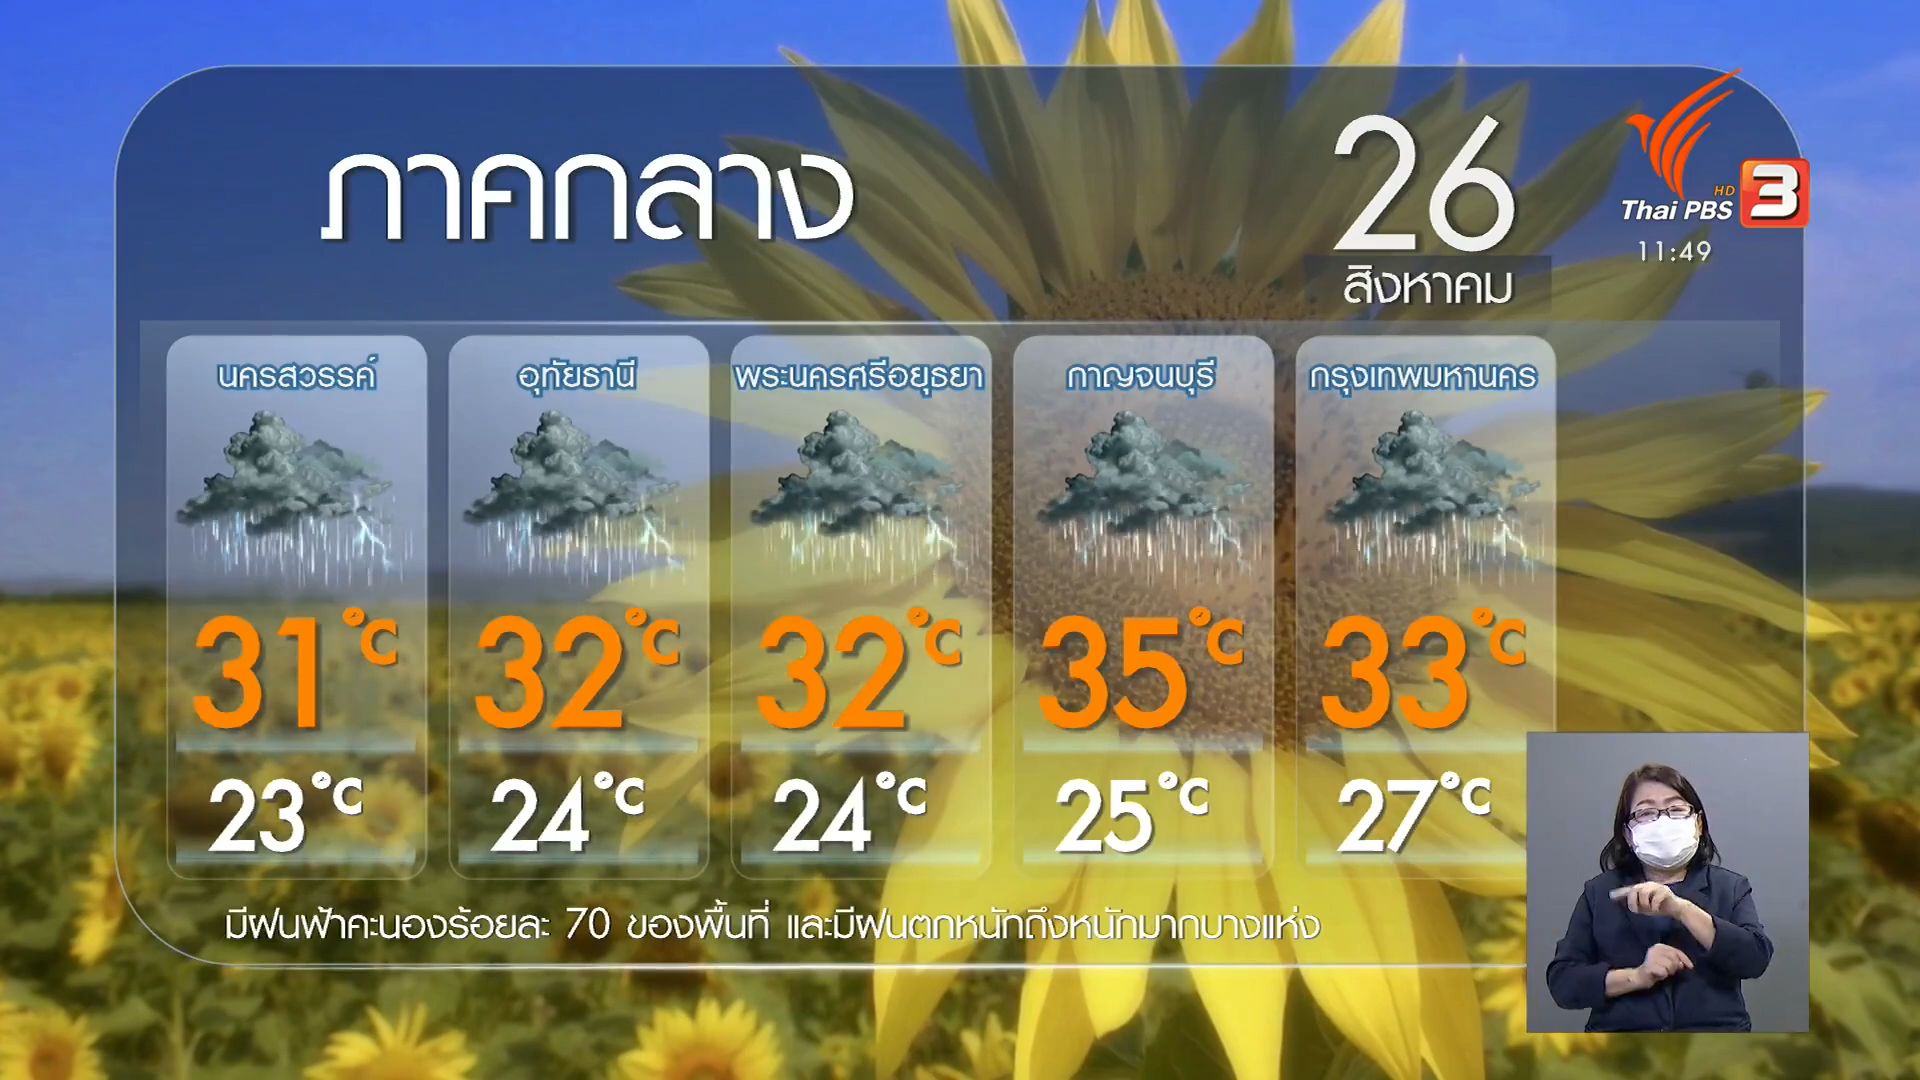 ภาคกลาง
26
สิงหาคม
HD
Thai PBS 3
11:49
นครสวรรค์ อุทัยธานี พระนครศรีอยุธยา กาญจนบุรี กรุงเทพมหานคร
31°C 32°C 32°C 35°C 33°C
23°C 24°C 24°C 25°C 27°C
มีฝนฟ้าคะนองร้อยละ 70 ของพื้นที่ และมีฝนตกหนักถึงหนักมากบางแห่ง